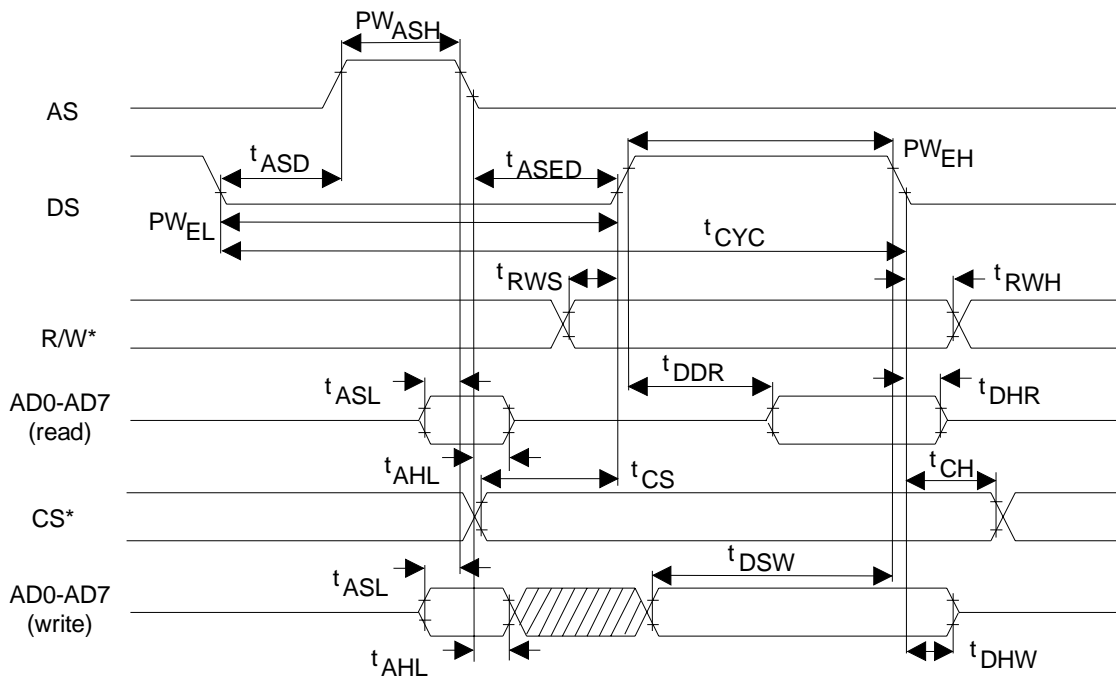 PWASH
AS
tASD
tASED
PWEH
DS
PWEL
tCYC
tRWS
tRWH
R/W*
tDDR
tASL
tDHR
AD0-AD7
(read)
tAHL
tCS
tCH
CS*
tDSW
tASL
AD0-AD7
(write)
tAHL
tDHW